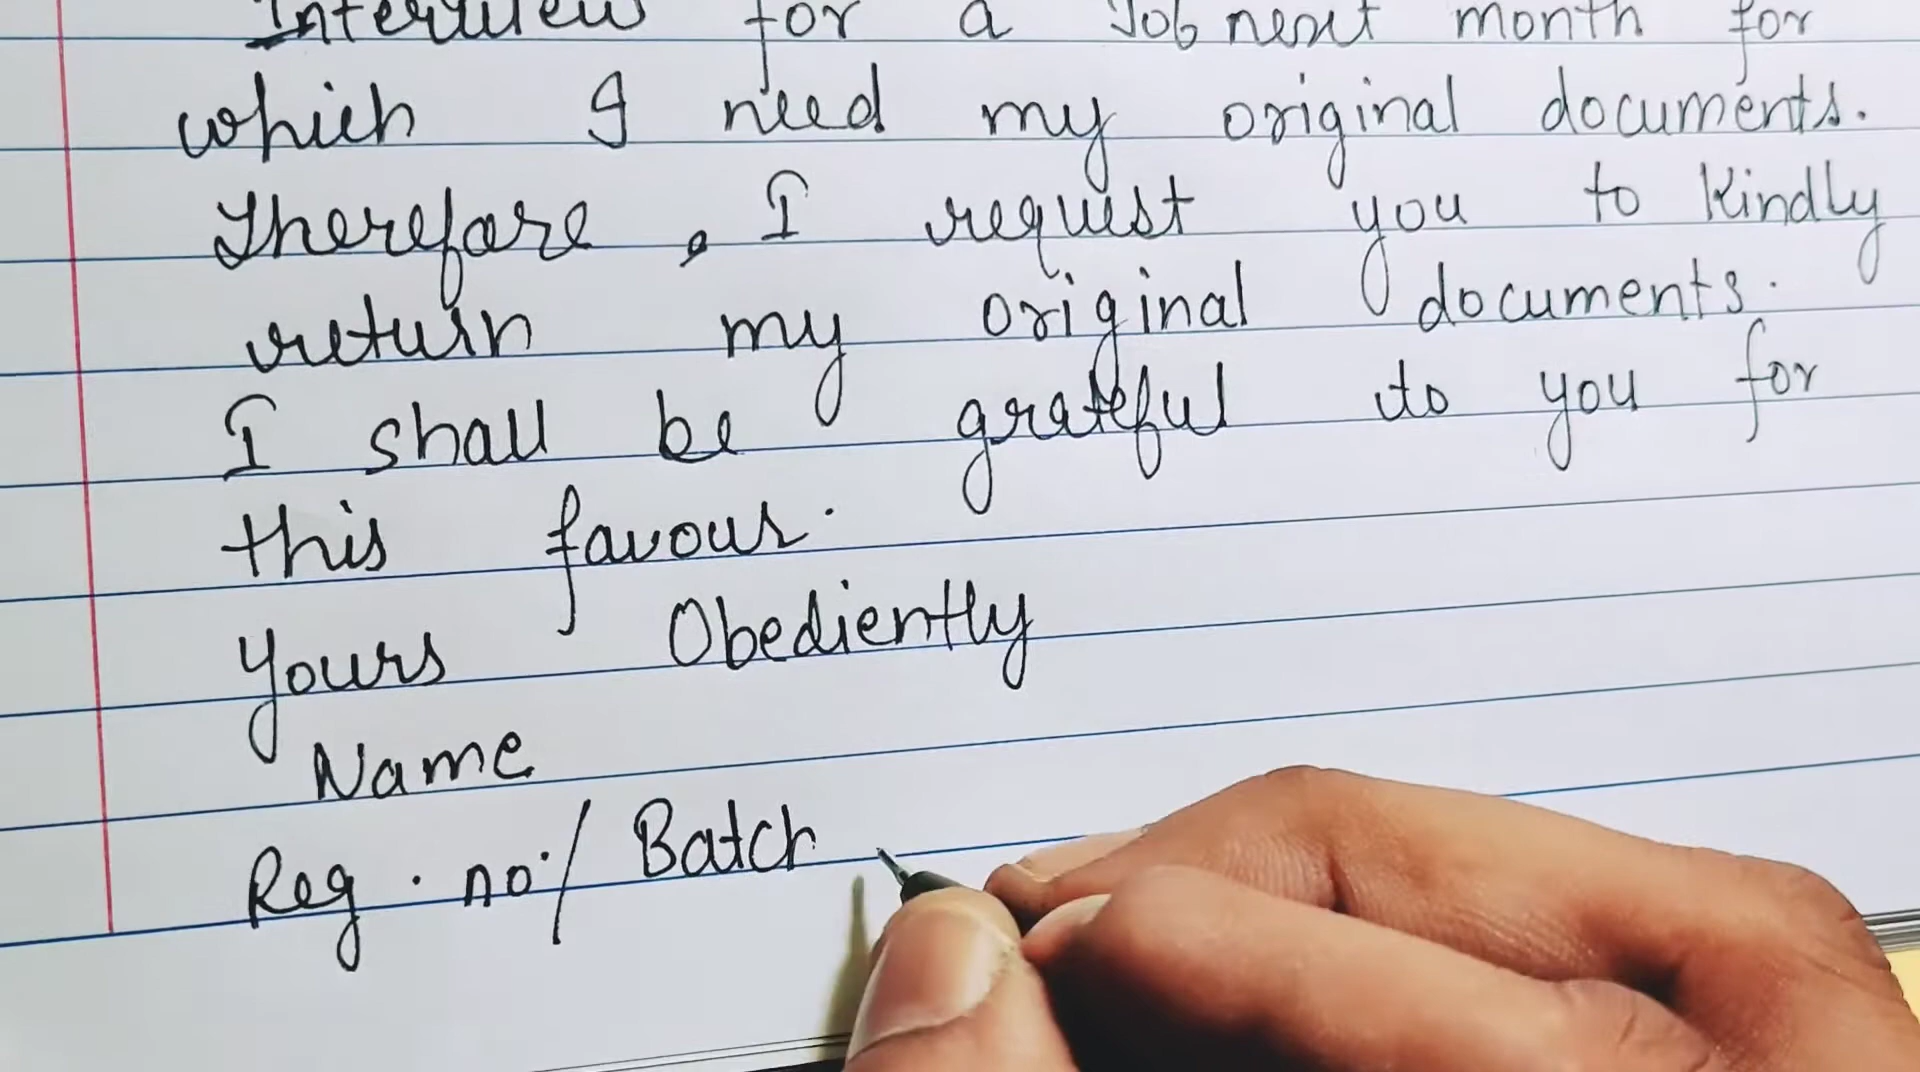 Interview for a Job next month for
which I need my original documents.
Therefore, I request you to kindly
return my original documents.
I shall be grateful to you for
this favour.
Yours Obediently
Name
Reg. no./ Batch